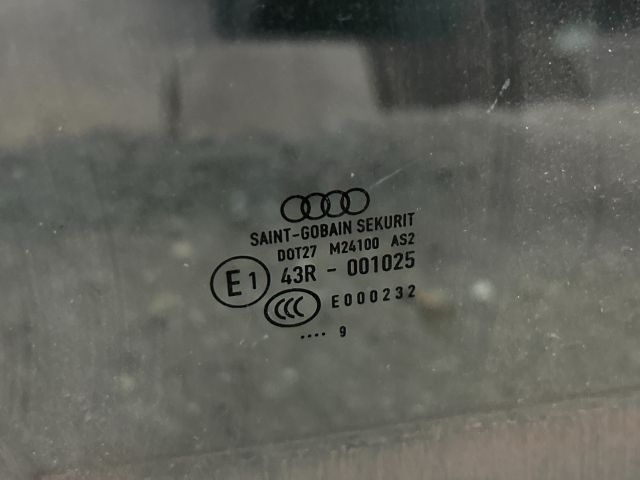 SAINT-GOBAIN SEKURIT
DOT27 M24100 AS2
E1 43R - 001025
CCC E000232
.... 9